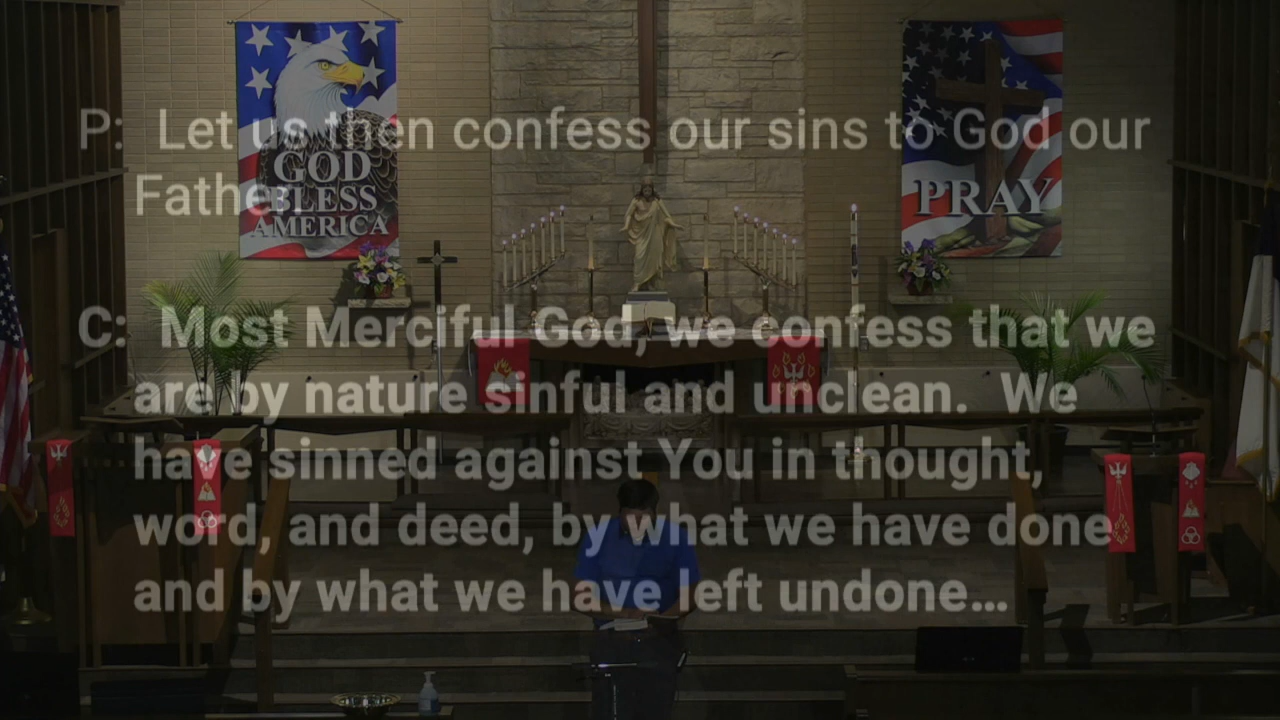 P: Let us then confess our sins to God our
Father.
C: Most Merciful God, we confess that we
are by nature sinful and unclean. We
have sinned against You in thought,
word, and deed, by what we have done
and by what we have left undone...
GOD
BLESS
AMERICA
PRAY